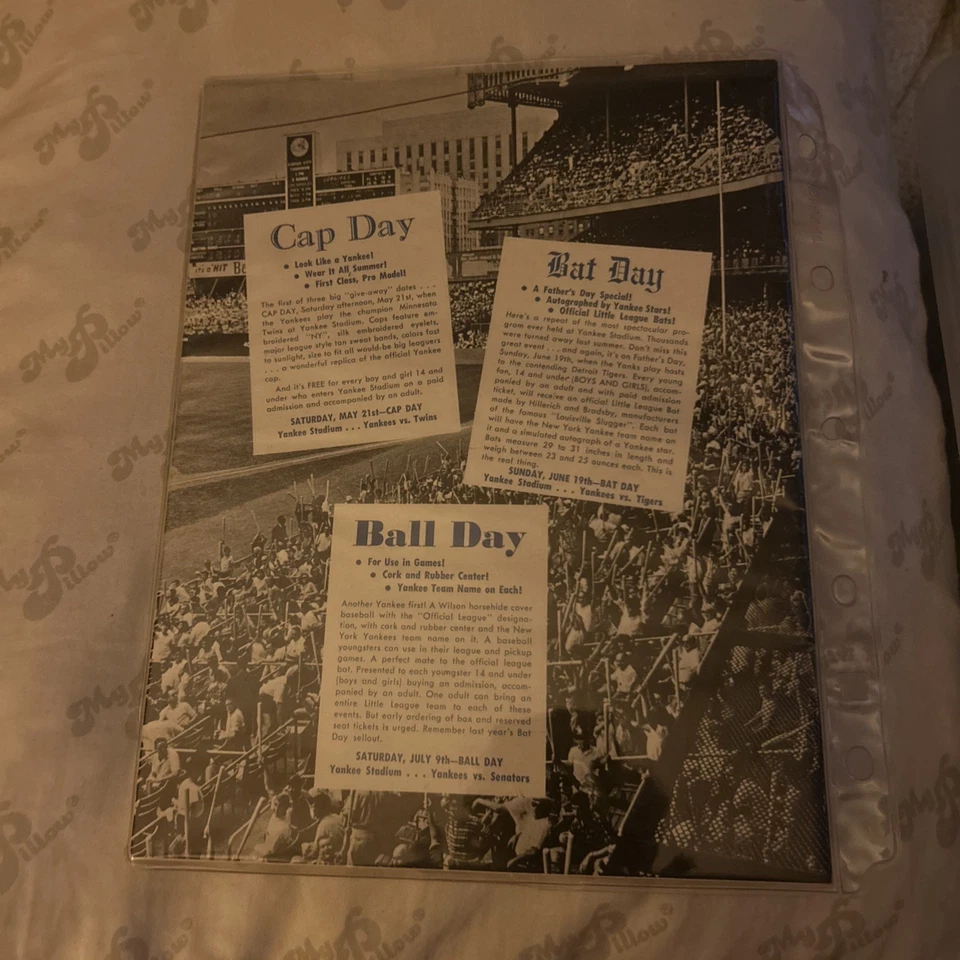 Cap Day
• Look Like a Yankee!
• Wear It All Summer!
• First Class, Pro Model!
The first of three big "give-away" dates . . .
CAP DAY, Saturday afternoon, May 21st, when
the Yankees play the champion Minnesota
Twins at Yankee Stadium. Caps feature em-
broidered "NY", silk embroidered eyelets,
major league style tan sweat bands, colors fast
to sunlight, size to fit all would-be big leaguers
. . . a wonderful replica of the official Yankee
cap.
And it's FREE for every boy and girl 14 and
under who enters Yankee Stadium on a paid
admission and accompanied by an adult.
SATURDAY, MAY 21st—CAP DAY
Yankee Stadium . . . Yankees vs. Twins
Bat Day
• A Father's Day Special!
• Autographed by Yankee Stars!
• Official Little League Bats!
Here's a repeat of the most spectacular pro-
gram ever held at Yankee Stadium. Thousands
were turned away last summer. Don't miss this
great event . . . and again, it's on Father's Day,
Sunday, June 19th, when the Yanks play hosts
to the contending Detroit Tigers. Every young
fan, 14 and under (BOYS AND GIRLS), accom-
panied by an adult and with paid admission
ticket, will receive an official Little League Bat
made by Hillerich and Bradsby, manufacturers
of the famous "Louisville Slugger". Each bat
will have the New York Yankee team name on
it and a simulated autograph of a Yankee star.
Bats measure 29 to 31 inches in length and
weigh between 23 and 25 ounces each. This is
the real thing.
SUNDAY, JUNE 19th—BAT DAY
Yankee Stadium . . . Yankees vs. Tigers
Ball Day
• For Use in Games!
• Cork and Rubber Center!
• Yankee Team Name on Each!
Another Yankee first! A Wilson horsehide cover
baseball with the "Official League" designa-
tion, with cork and rubber center and the New
York Yankees team name on it. A baseball
youngsters can use in their league and pickup
games. A perfect mate to the official league
bat. Presented to each youngster 14 and under
(boys and girls) buying an admission, accom-
panied by an adult. One adult can bring an
entire Little League team to each of these
events. But early ordering of box and reserved
seat tickets is urged. Remember last year's Bat
Day sellout.
SATURDAY, JULY 9th—BALL DAY
Yankee Stadium . . . Yankees vs. Senators
it's a HIT Be
MyPillow
MyPillow
MyPillow
MyPillow
MyPillow
MyPillow